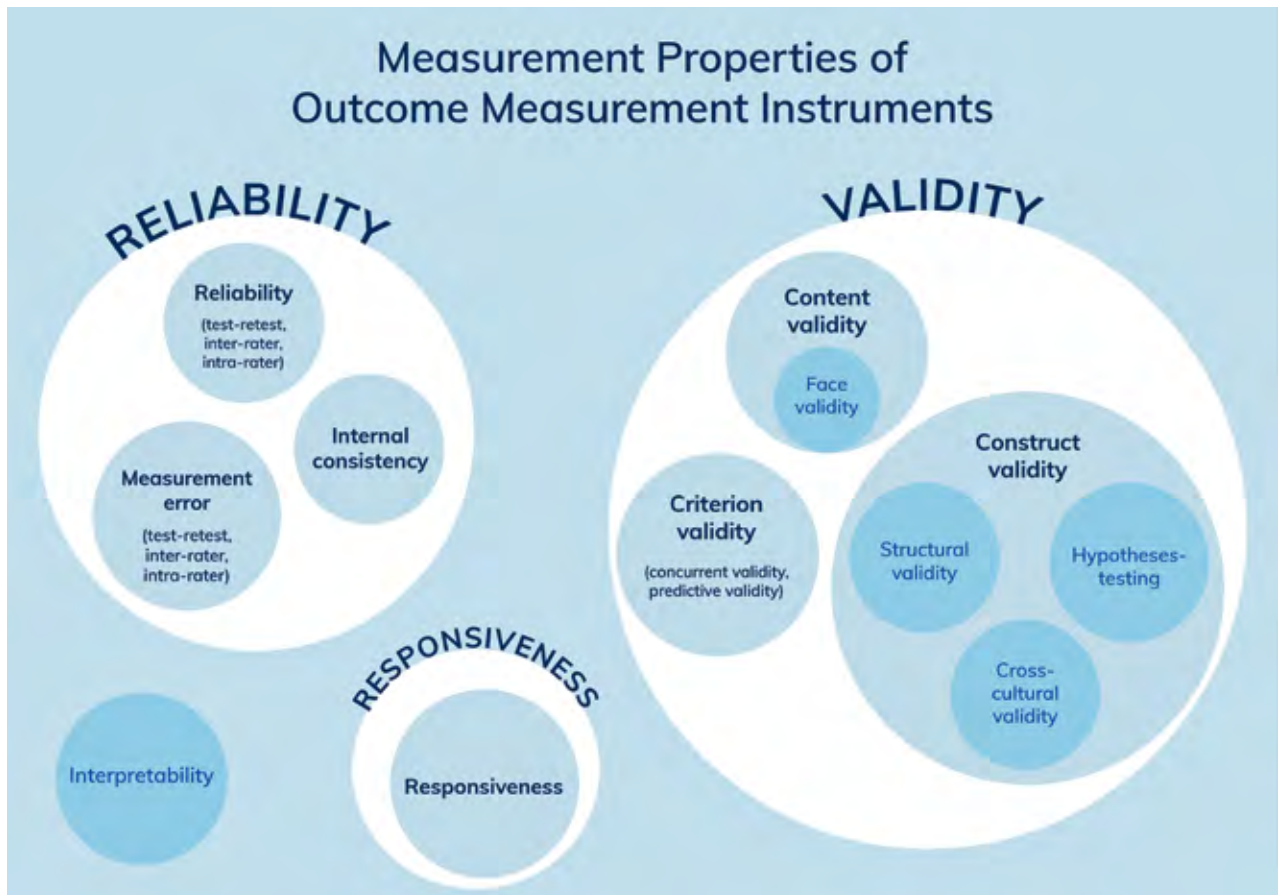 Measurement Properties of
Outcome Measurement Instruments
RELIABILITY
Reliability
(test-retest,
inter-rater,
intra-rater)
Internal
consistency
Measurement
error
(test-retest,
inter-rater,
intra-rater)
VALIDITY
Content
validity
Face
validity
Criterion
validity
(concurrent validity,
predictive validity)
Construct
validity
Structural
validity
Hypotheses-
testing
Cross-
cultural
validity
RESPONSIVENESS
Responsiveness
Interpretability